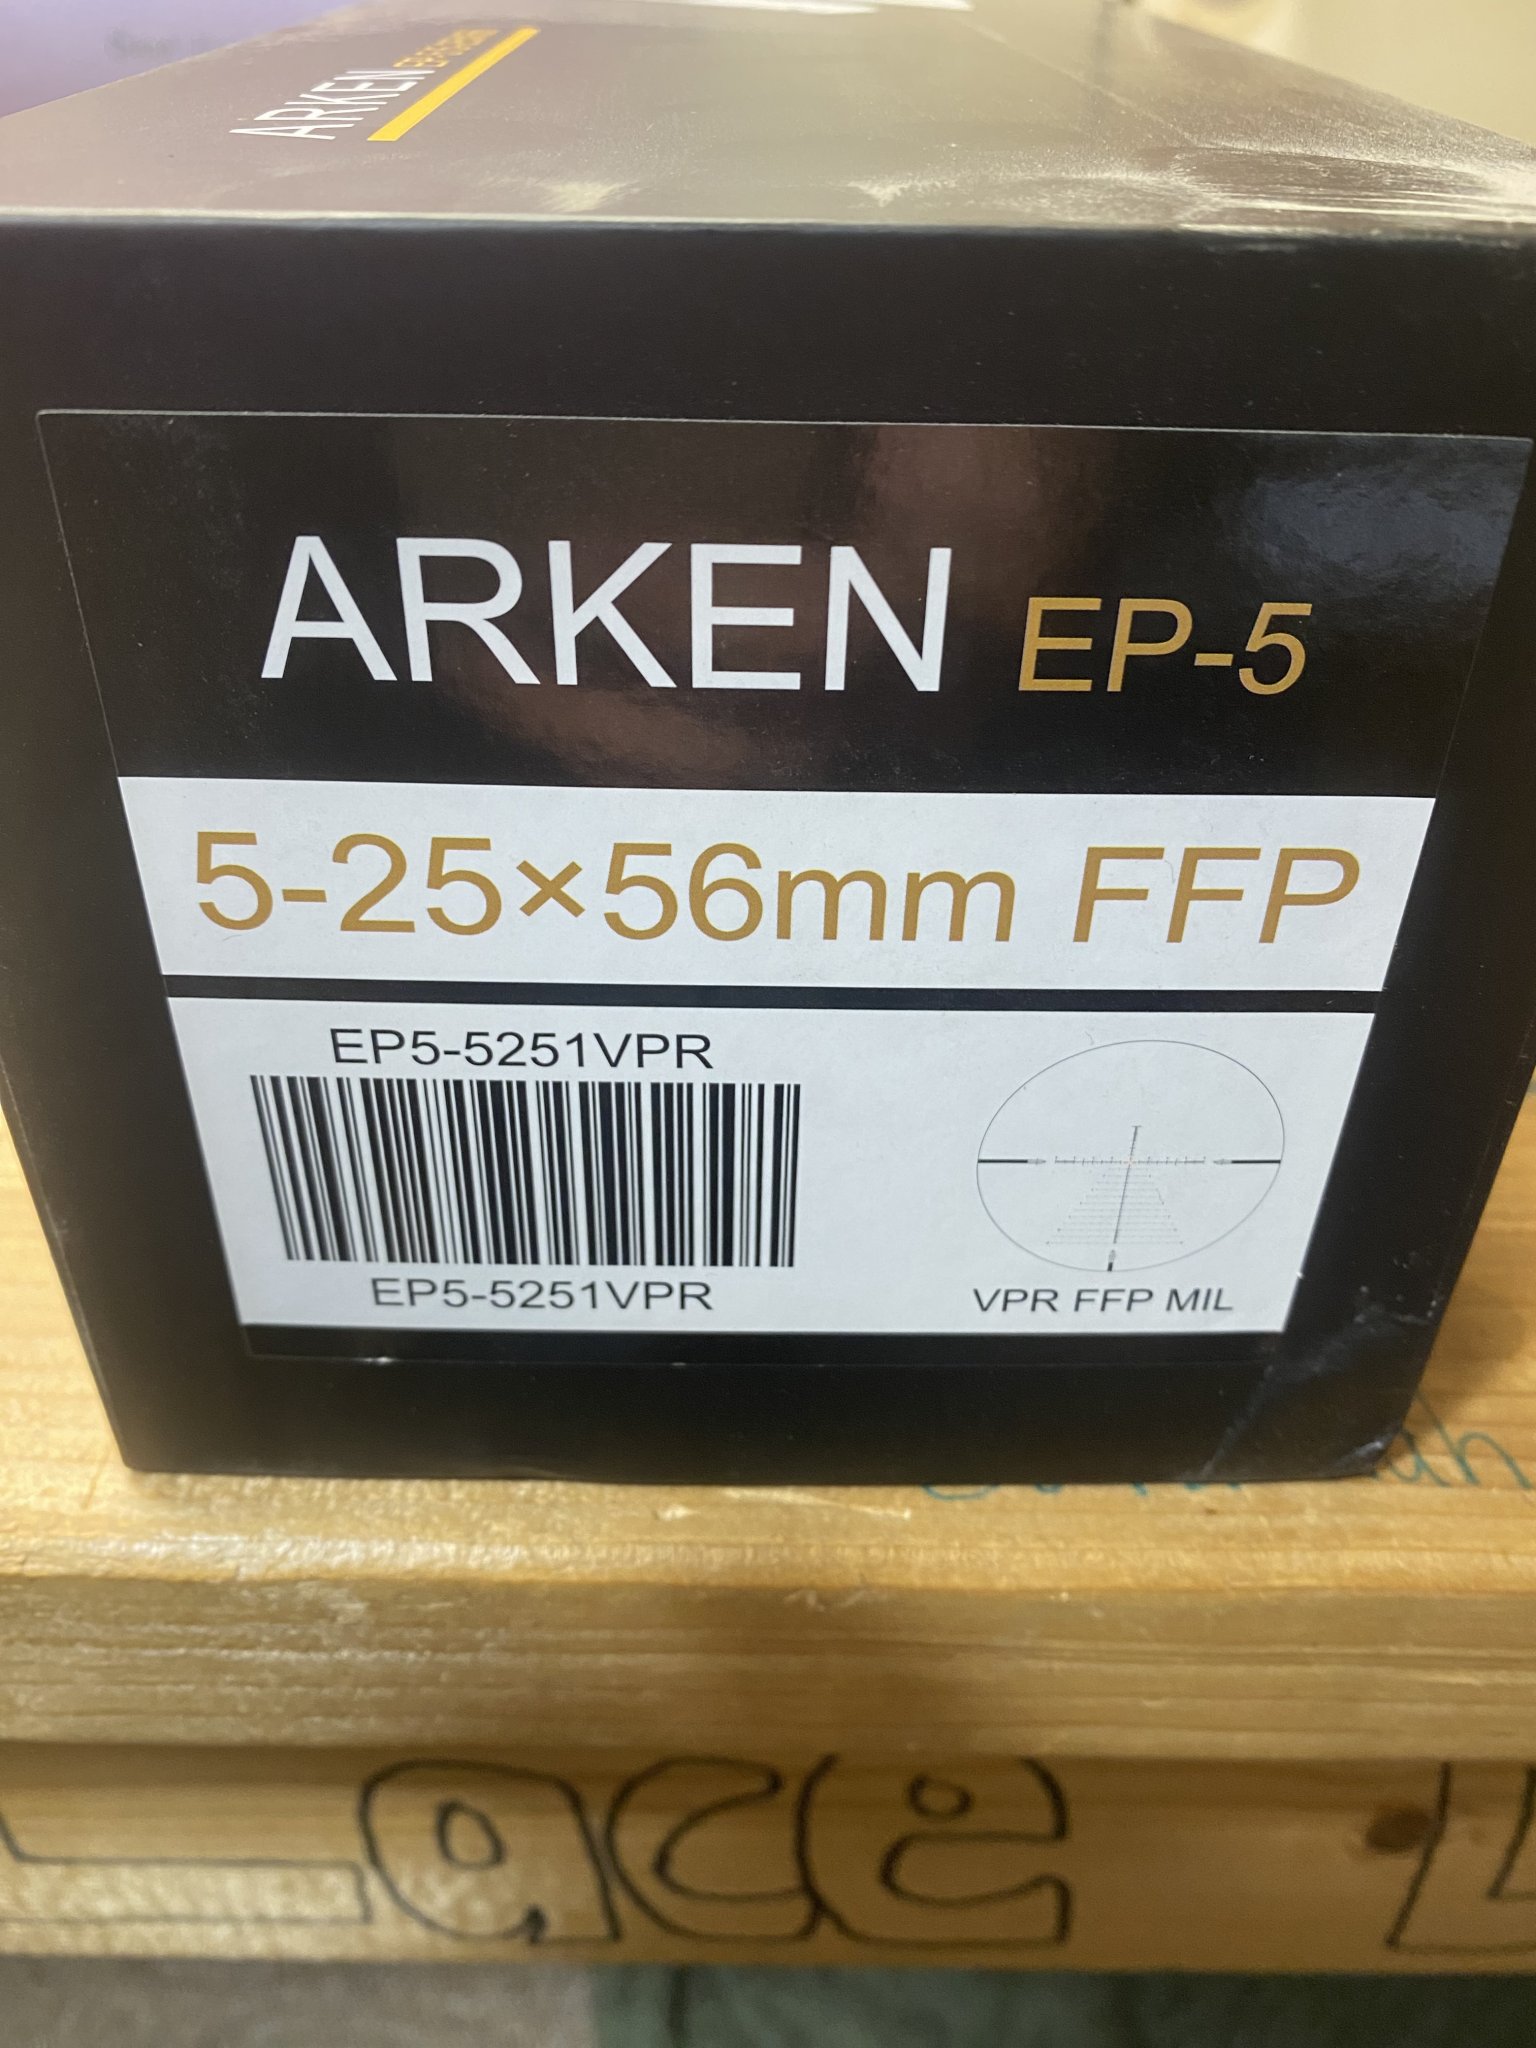 ARKEN
ARKEN EP-5
5-25×56mm FFP
EP5-5251VPR
EP5-5251VPR
VPR FFP MIL